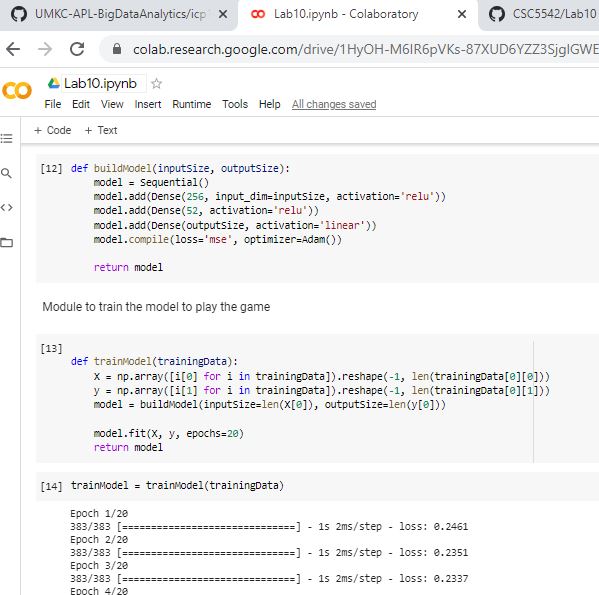 UMKC-APL-BigDataAnalytics/icp1
Lab10.ipynb - Colaboratory
CSC5542/Lab10
colab.research.google.com/drive/1HyOH-M6IR6pVKs-87XUD6YZZ3SjgIGWE
Lab10.ipynb
File Edit View Insert Runtime Tools Help All changes saved
+ Code + Text
[12] def buildModel(inputSize, outputSize):
model = Sequential()
model.add(Dense(256, input_dim=inputSize, activation='relu'))
model.add(Dense(52, activation='relu'))
model.add(Dense(outputSize, activation='linear'))
model.compile(loss='mse', optimizer=Adam())
return model
Module to train the model to play the game
[13]
def trainModel(trainingData):
X = np.array([i[0] for i in trainingData]).reshape(-1, len(trainingData[0][0]))
y = np.array([i[1] for i in trainingData]).reshape(-1, len(trainingData[0][1]))
model = buildModel(inputSize=len(X[0]), outputSize=len(y[0]))
model.fit(X, y, epochs=20)
return model
[14] trainModel = trainModel(trainingData)
Epoch 1/20
383/383 [==============================] - 1s 2ms/step - loss: 0.2461
Epoch 2/20
383/383 [==============================] - 1s 2ms/step - loss: 0.2351
Epoch 3/20
383/383 [==============================] - 1s 2ms/step - loss: 0.2337
Epoch 4/20